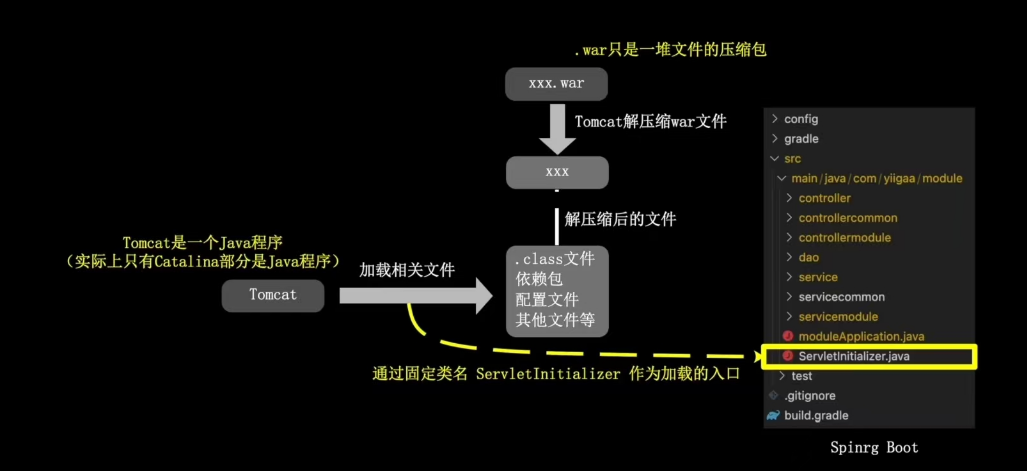 .war只是一堆文件的压缩包
xxx.war
Tomcat解压缩war文件
xxx
解压缩后的文件
Tomcat是一个Java程序
(实际上只有Catalina部分是Java程序)
加载相关文件
Tomcat
.class文件
依赖包
配置文件
其他文件等
通过固定类名 ServletInitializer 作为加载的入口
config
gradle
src
main/java/com/yiigaa/module
controller
controllercommon
controllermodule
dao
service
servicecommon
servicemodule
moduleApplication.java
ServletInitializer.java
test
.gitignore
build.gradle
Spinrg Boot